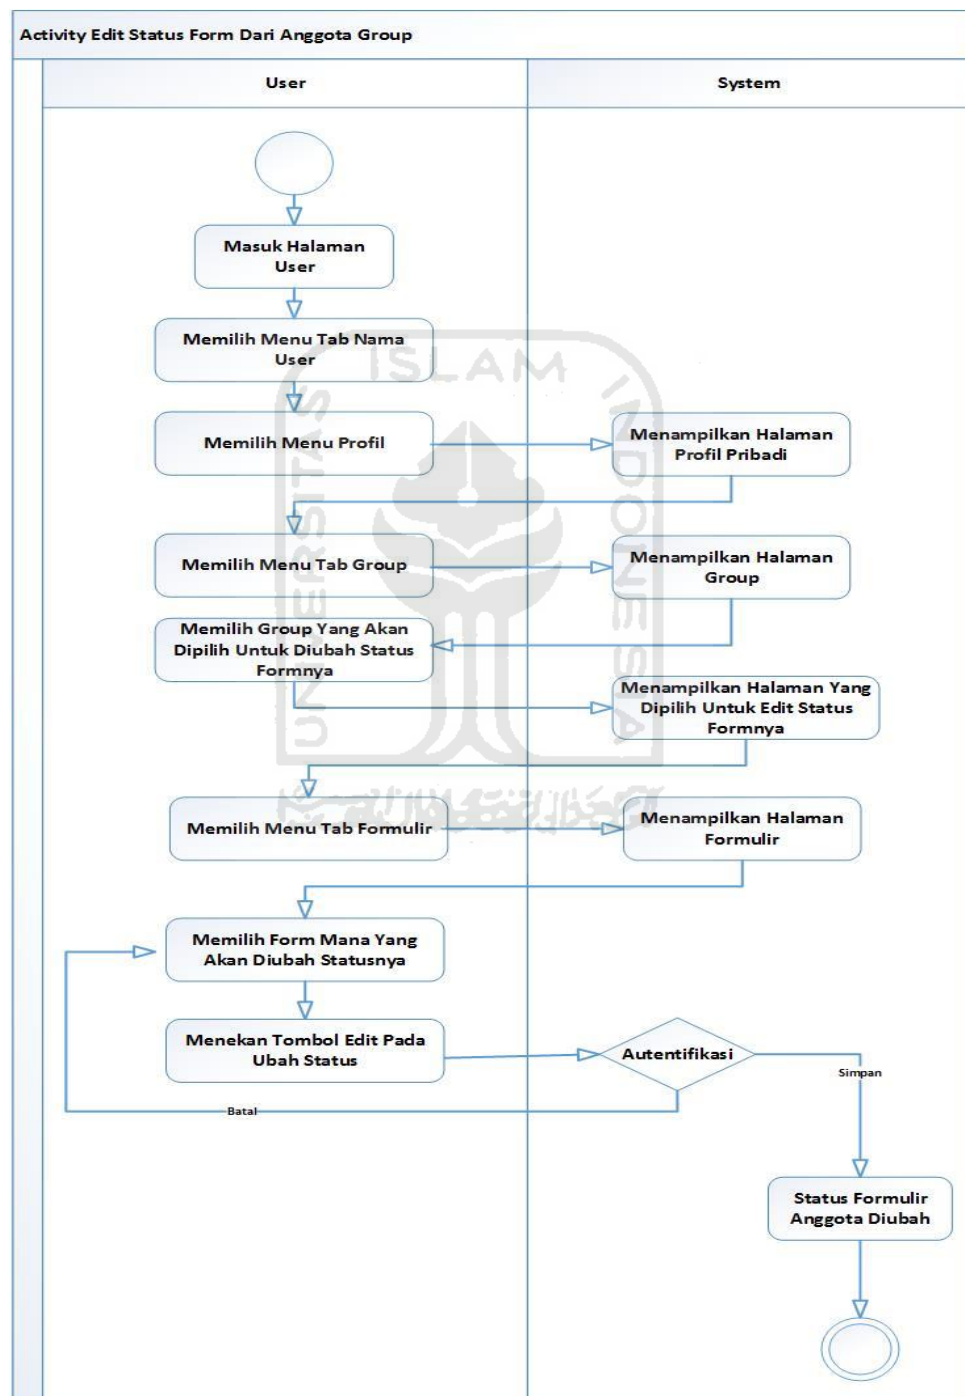 Activity Edit Status Form Dari Anggota Group
User
System
Masuk Halaman
User
Memilih Menu Tab Nama
User
Memilih Menu Profil
Menampilkan Halaman
Profil Pribadi
Memilih Menu Tab Group
Menampilkan Halaman
Group
Memilih Group Yang Akan
Dipilih Untuk Diubah Status
Formnya
Menampilkan Halaman Yang
Dipilih Untuk Edit Status
Formnya
Memilih Menu Tab Formulir
Menampilkan Halaman
Formulir
Memilih Form Mana Yang
Akan Diubah Statusnya
Menekan Tombol Edit Pada
Ubah Status
Autentifikasi
Simpan
Batal
Status Formulir
Anggota Diubah
UNIVERSITAS
ISLAM
INDONESIA